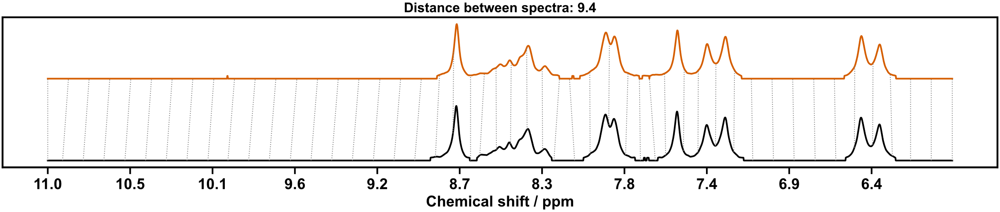 Distance between spectra: 9.4
11.0 10.5 10.1 9.6 9.2 8.7 8.3 7.8 7.4 6.9 6.4
Chemical shift / ppm